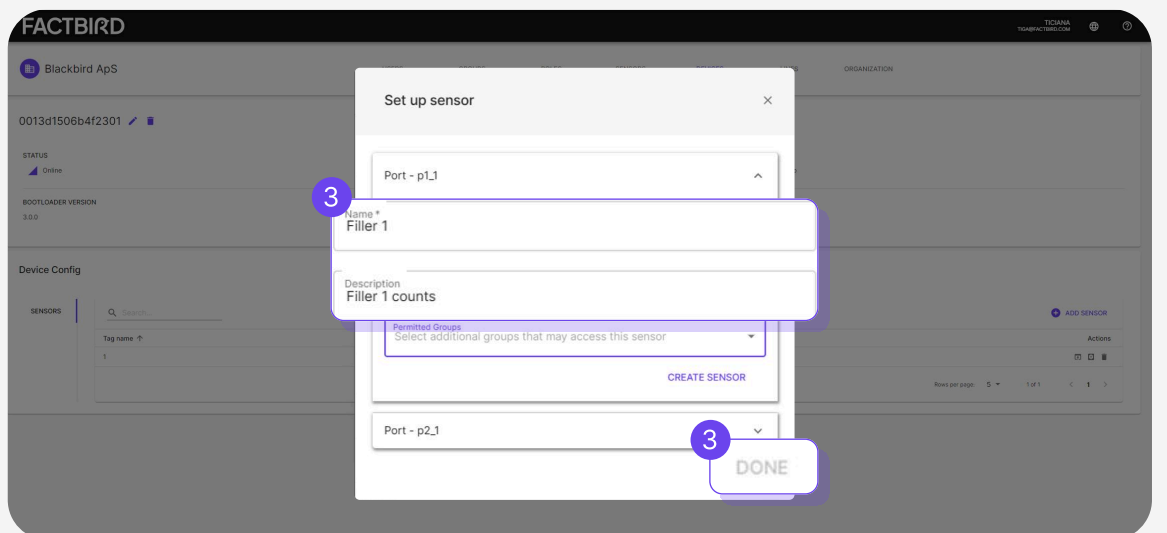 FACTBIRD
TICIANA
TIGA@FACTBIRD.COM
Blackbird ApS
ORGANIZATION
Set up sensor
0013d1506b4f2301
STATUS
Online
Port - p1_1
BOOTLOADER VERSION
3.0.0
3
Name *
Filler 1
Device Config
Description
Filler 1 counts
SENSORS
Search...
ADD SENSOR
Permitted Groups
Select additional groups that may access this sensor
Tag name ↑
Actions
CREATE SENSOR
Rows per page: 5
1 of 1
< 1 >
Port - p2_1
3
DONE